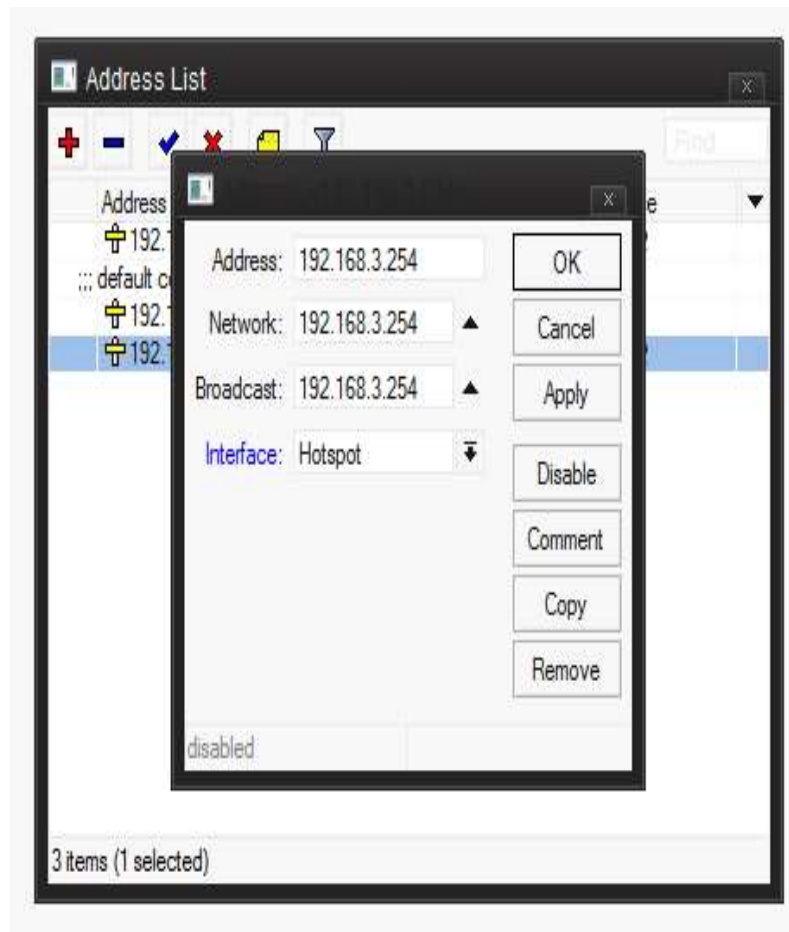 Address List
Find
Address
192.1
;;; default co
192.1
192.1
e
Address: 192.168.3.254
Network: 192.168.3.254
Broadcast: 192.168.3.254
Interface: Hotspot
OK
Cancel
Apply
Disable
Comment
Copy
Remove
disabled
3 items (1 selected)